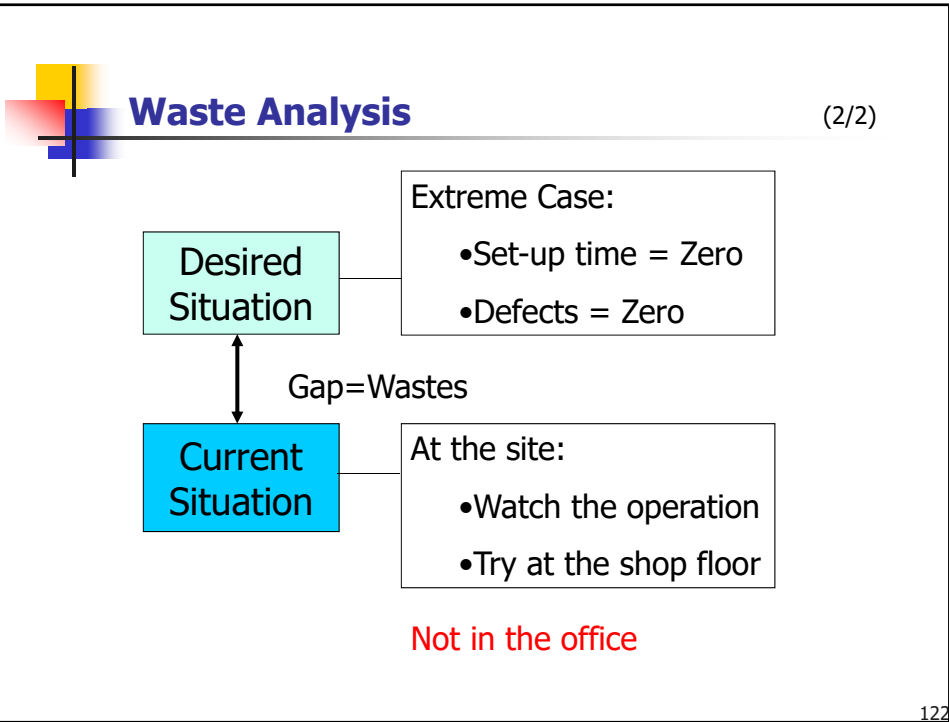 Waste Analysis
(2/2)
Extreme Case:
•Set-up time = Zero
•Defects = Zero
Desired
Situation
Gap=Wastes
Current
Situation
At the site:
•Watch the operation
•Try at the shop floor
Not in the office
122